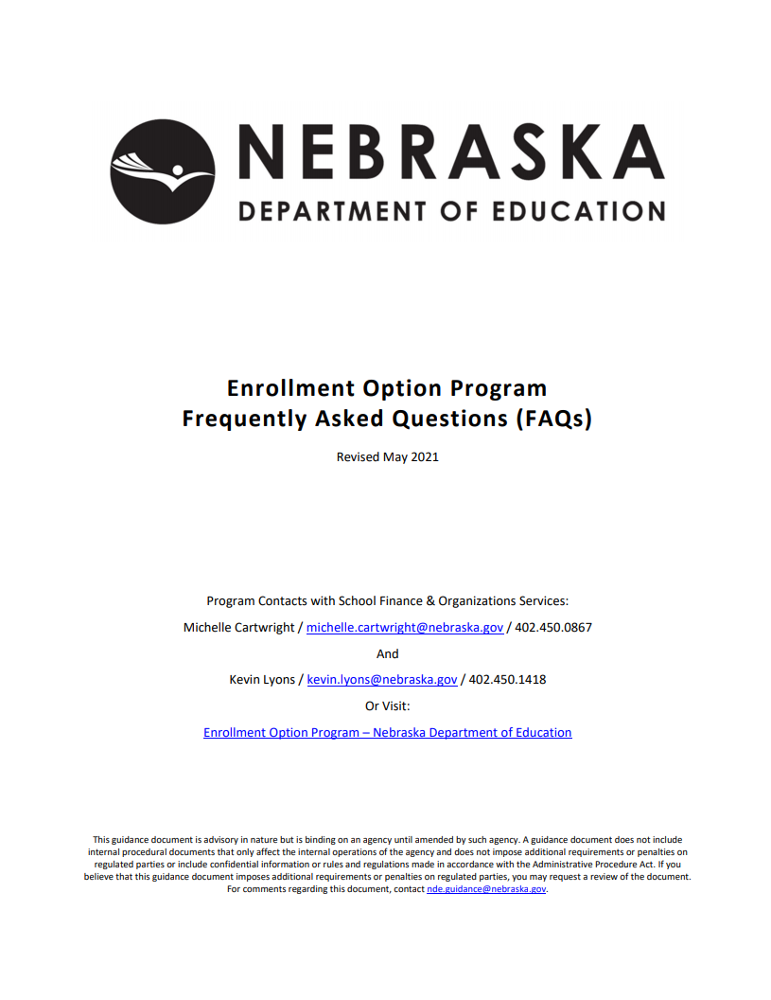 NEBRASKA
DEPARTMENT OF EDUCATION
Enrollment Option Program
Frequently Asked Questions (FAQs)
Revised May 2021
Program Contacts with School Finance & Organizations Services:
Michelle Cartwright / michelle.cartwright@nebraska.gov / 402.450.0867
And
Kevin Lyons / kevin.lyons@nebraska.gov / 402.450.1418
Or Visit:
Enrollment Option Program – Nebraska Department of Education
This guidance document is advisory in nature but is binding on an agency until amended by such agency. A guidance document does not include
internal procedural documents that only affect the internal operations of the agency and does not impose additional requirements or penalties on
regulated parties or include confidential information or rules and regulations made in accordance with the Administrative Procedure Act. If you
believe that this guidance document imposes additional requirements or penalties on regulated parties, you may request a review of the document.
For comments regarding this document, contact nde.guidance@nebraska.gov.